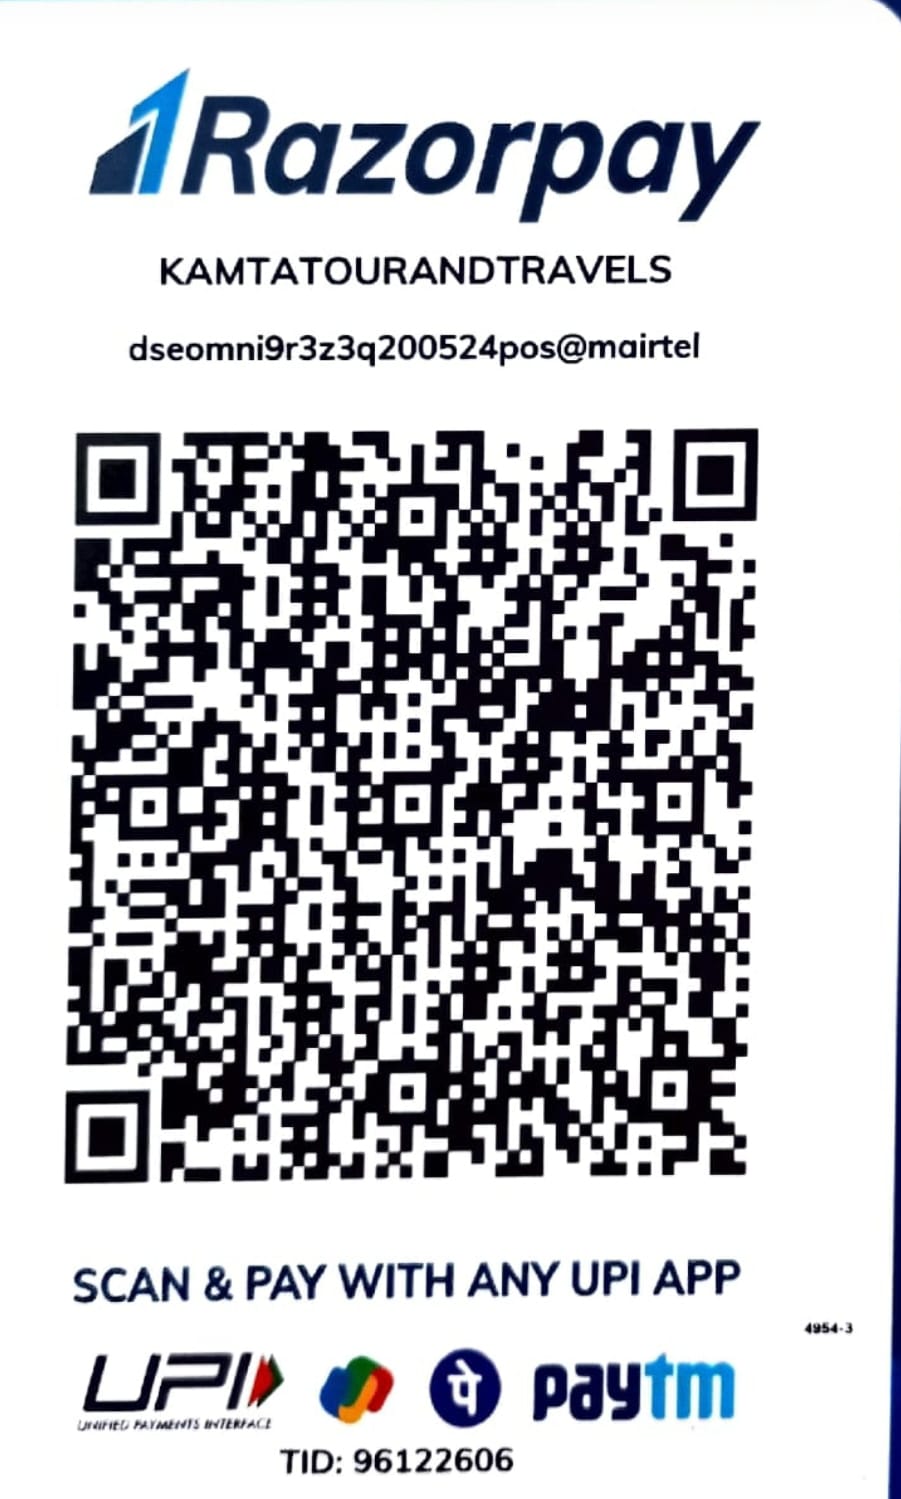 Razorpay
KAMTATOURANDTRAVELS
dseomni9r3z3q200524pos@mairtel
SCAN & PAY WITH ANY UPI APP
4954-3
UPI
पे
paytm
UNIFIED PAYMENTS INTERFACE
TID: 96122606